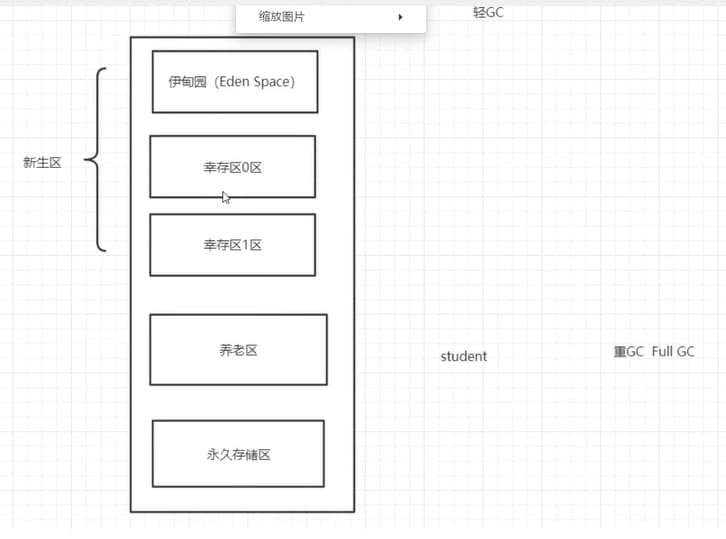 缩放图片
轻GC
伊甸园（Eden Space）
新生区
幸存区0区
幸存区1区
养老区
student
重GC  Full GC
永久存储区